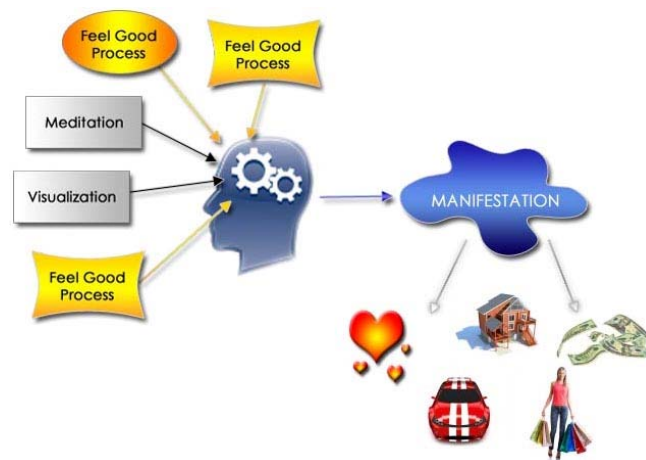 Feel Good
Process
Feel Good
Process
Meditation
Visualization
Feel Good
Process
MANIFESTATION